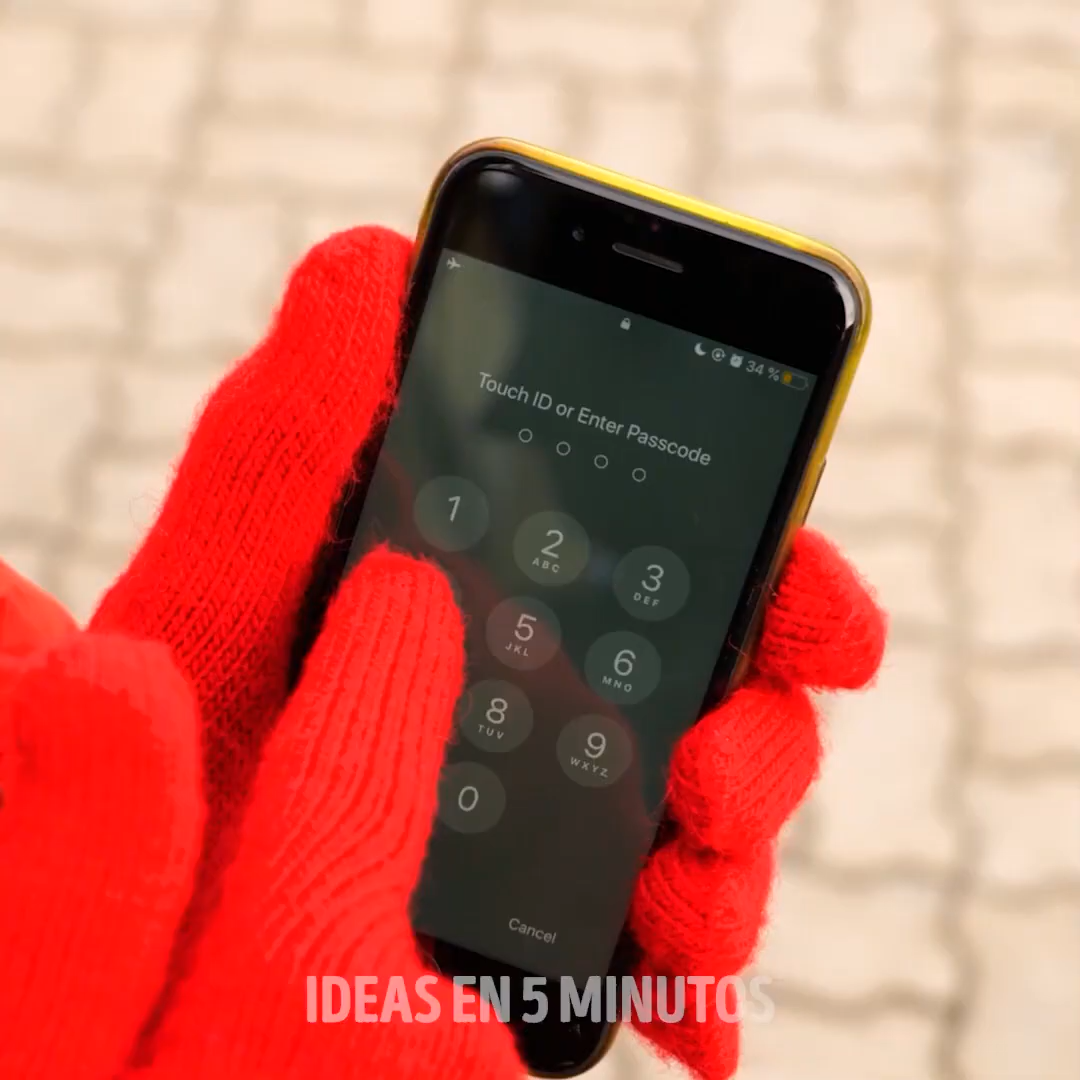 34 %
Touch ID or Enter Passcode
1
2
ABC
3
DEF
5
JKL
6
MNO
8
TUV
9
WXYZ
0
Cancel
IDEAS EN 5 MINUTOS